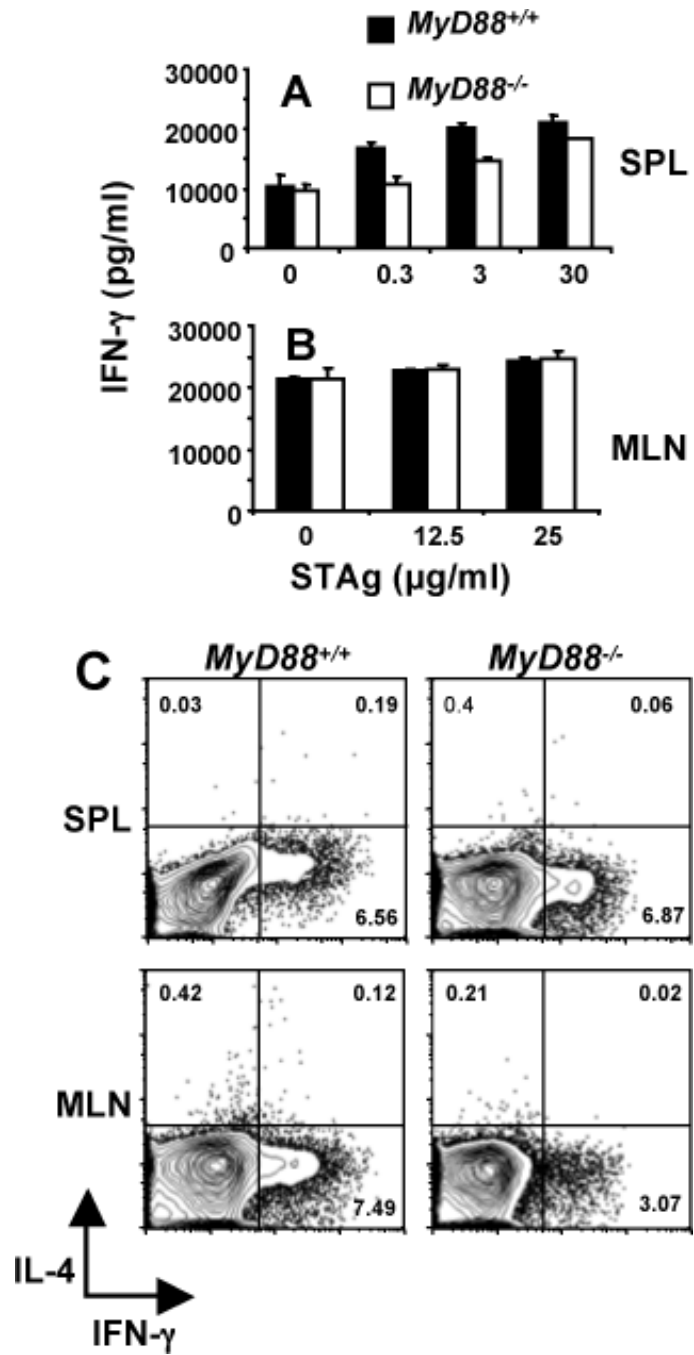 MyD88+/+
MyD88-/-
A
30000
20000
10000
0
0 0.3 3 30
SPL
IFN-γ (pg/ml)
B
30000
20000
10000
0
0 12.5 25
MLN
STAg (µg/ml)
C
MyD88+/+ MyD88-/-
SPL
0.03 0.19
6.56
0.4 0.06
6.87
MLN
0.42 0.12
7.49
0.21 0.02
3.07
IL-4
IFN-γ